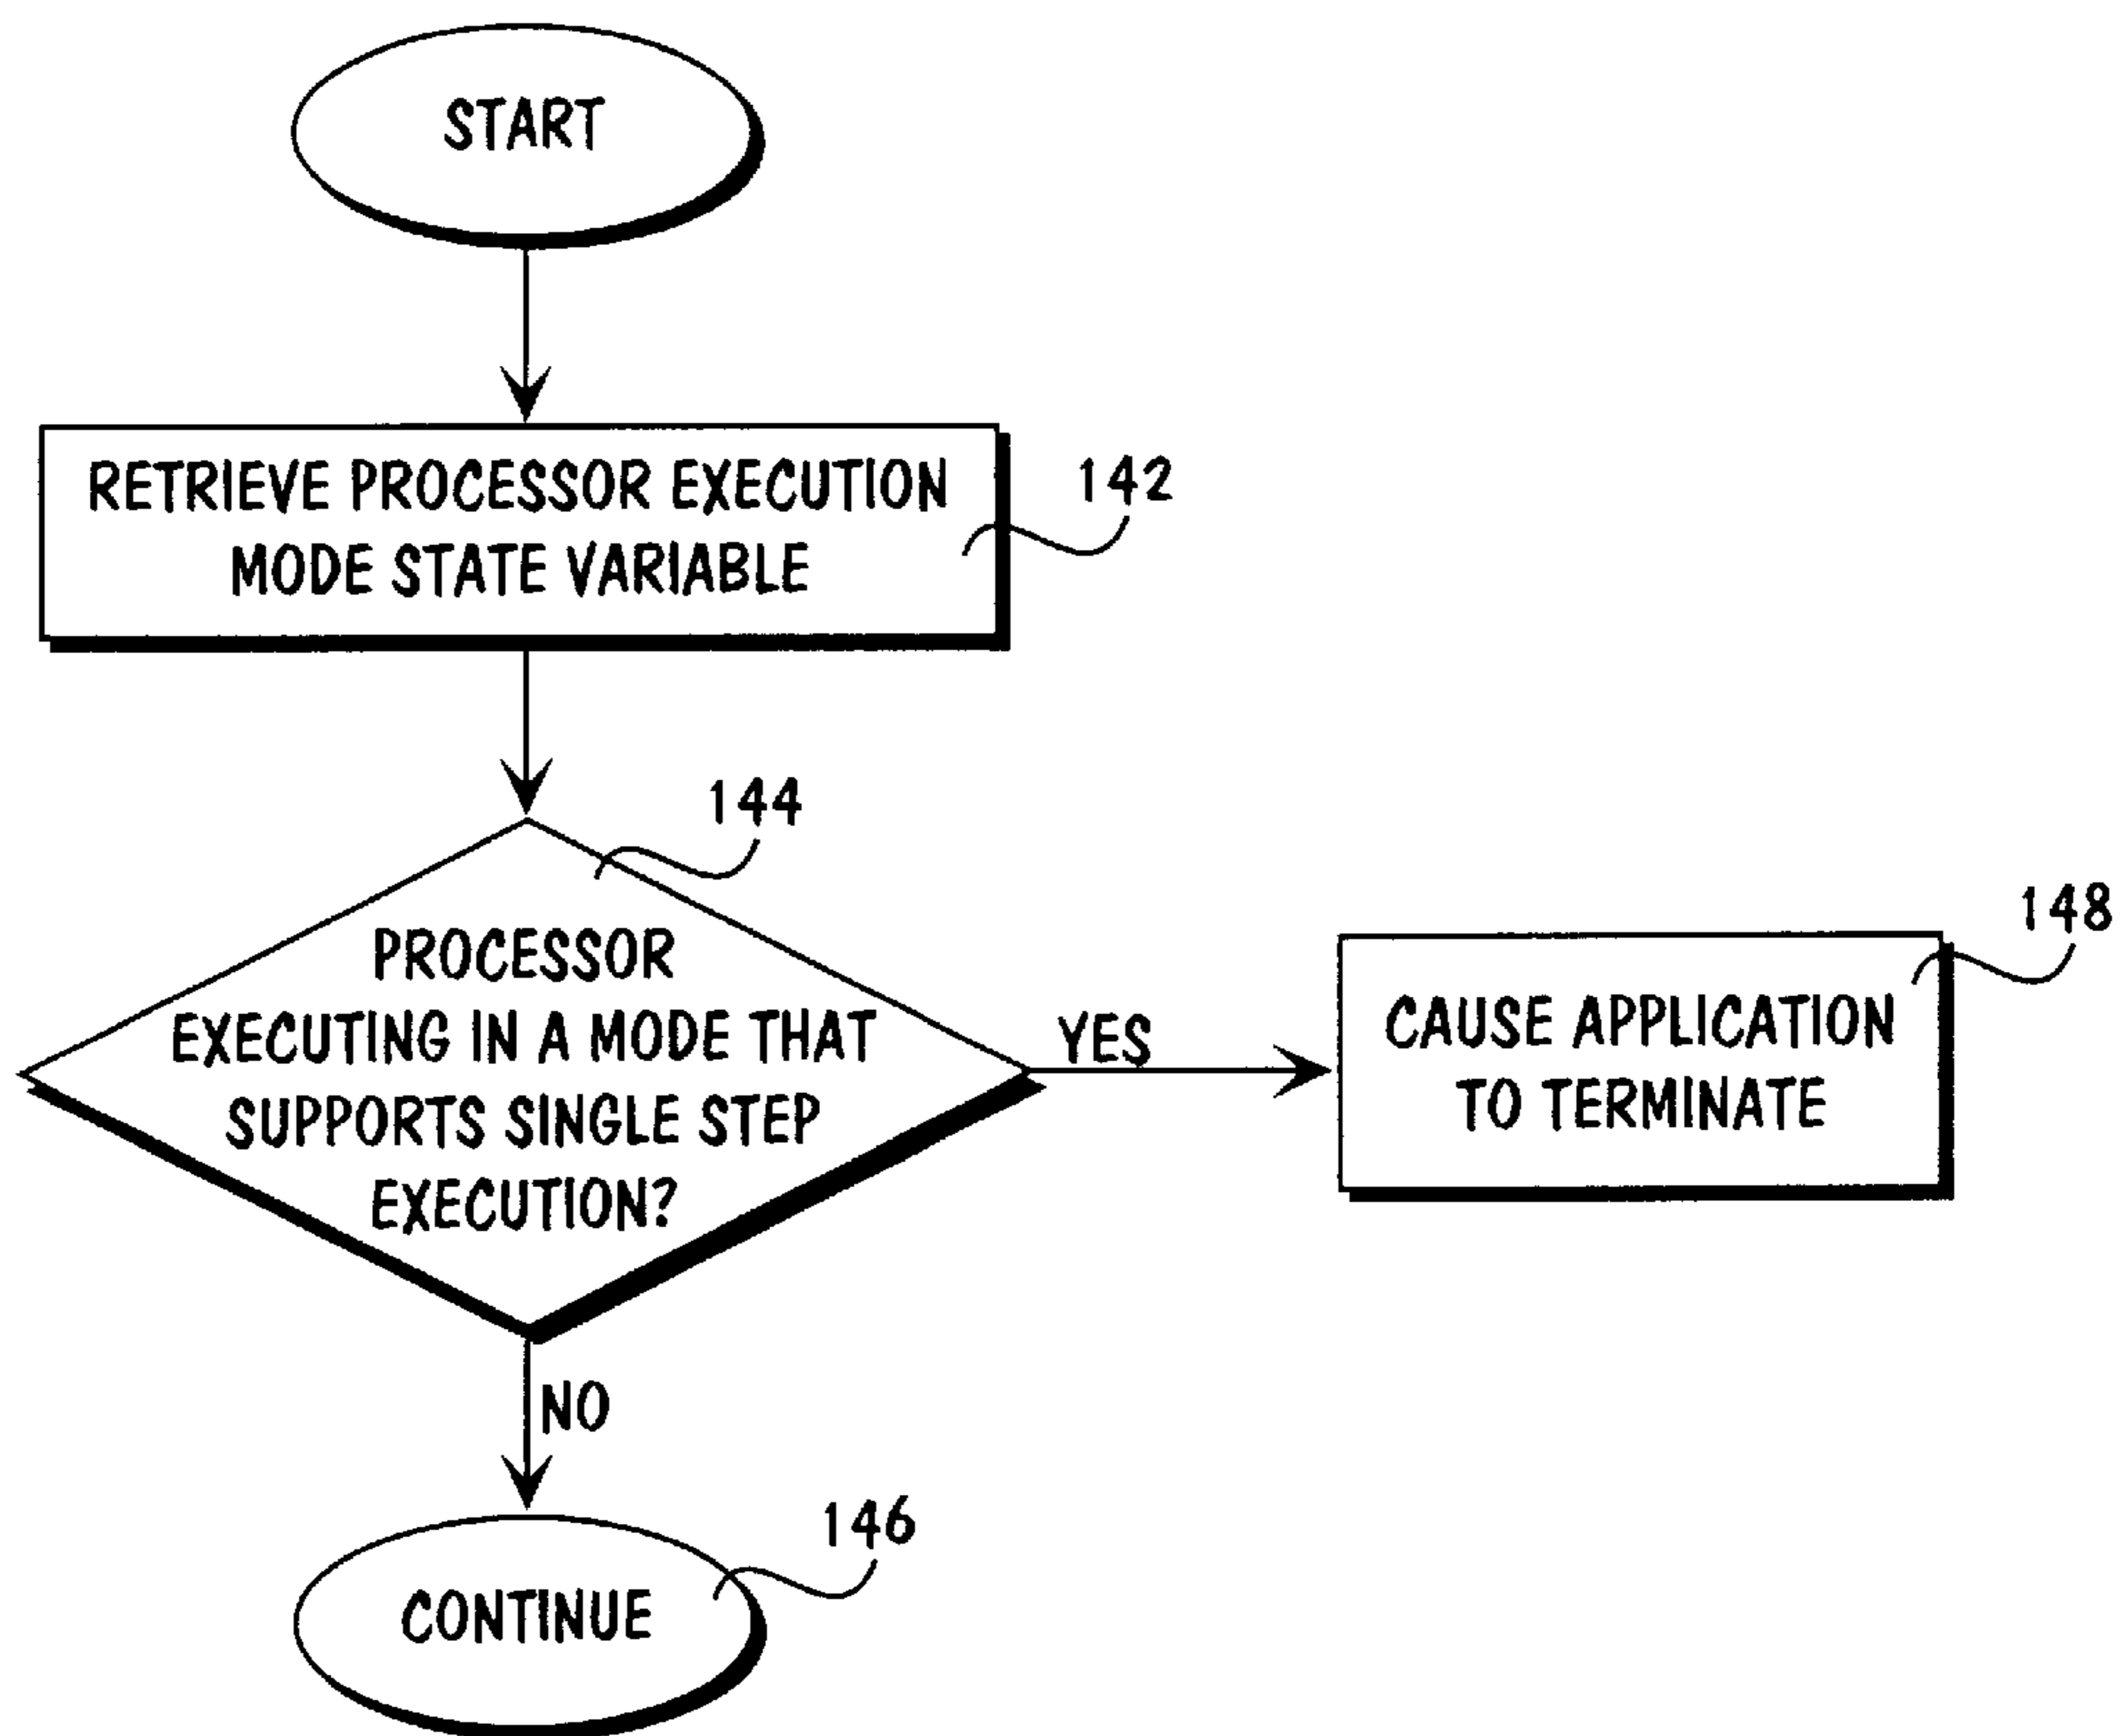 START
RETRIEVE PROCESSOR EXECUTION
MODE STATE VARIABLE
142
144
PROCESSOR
EXECUTING IN A MODE THAT
SUPPORTS SINGLE STEP
EXECUTION?
YES
148
CAUSE APPLICATION
TO TERMINATE
NO
146
CONTINUE